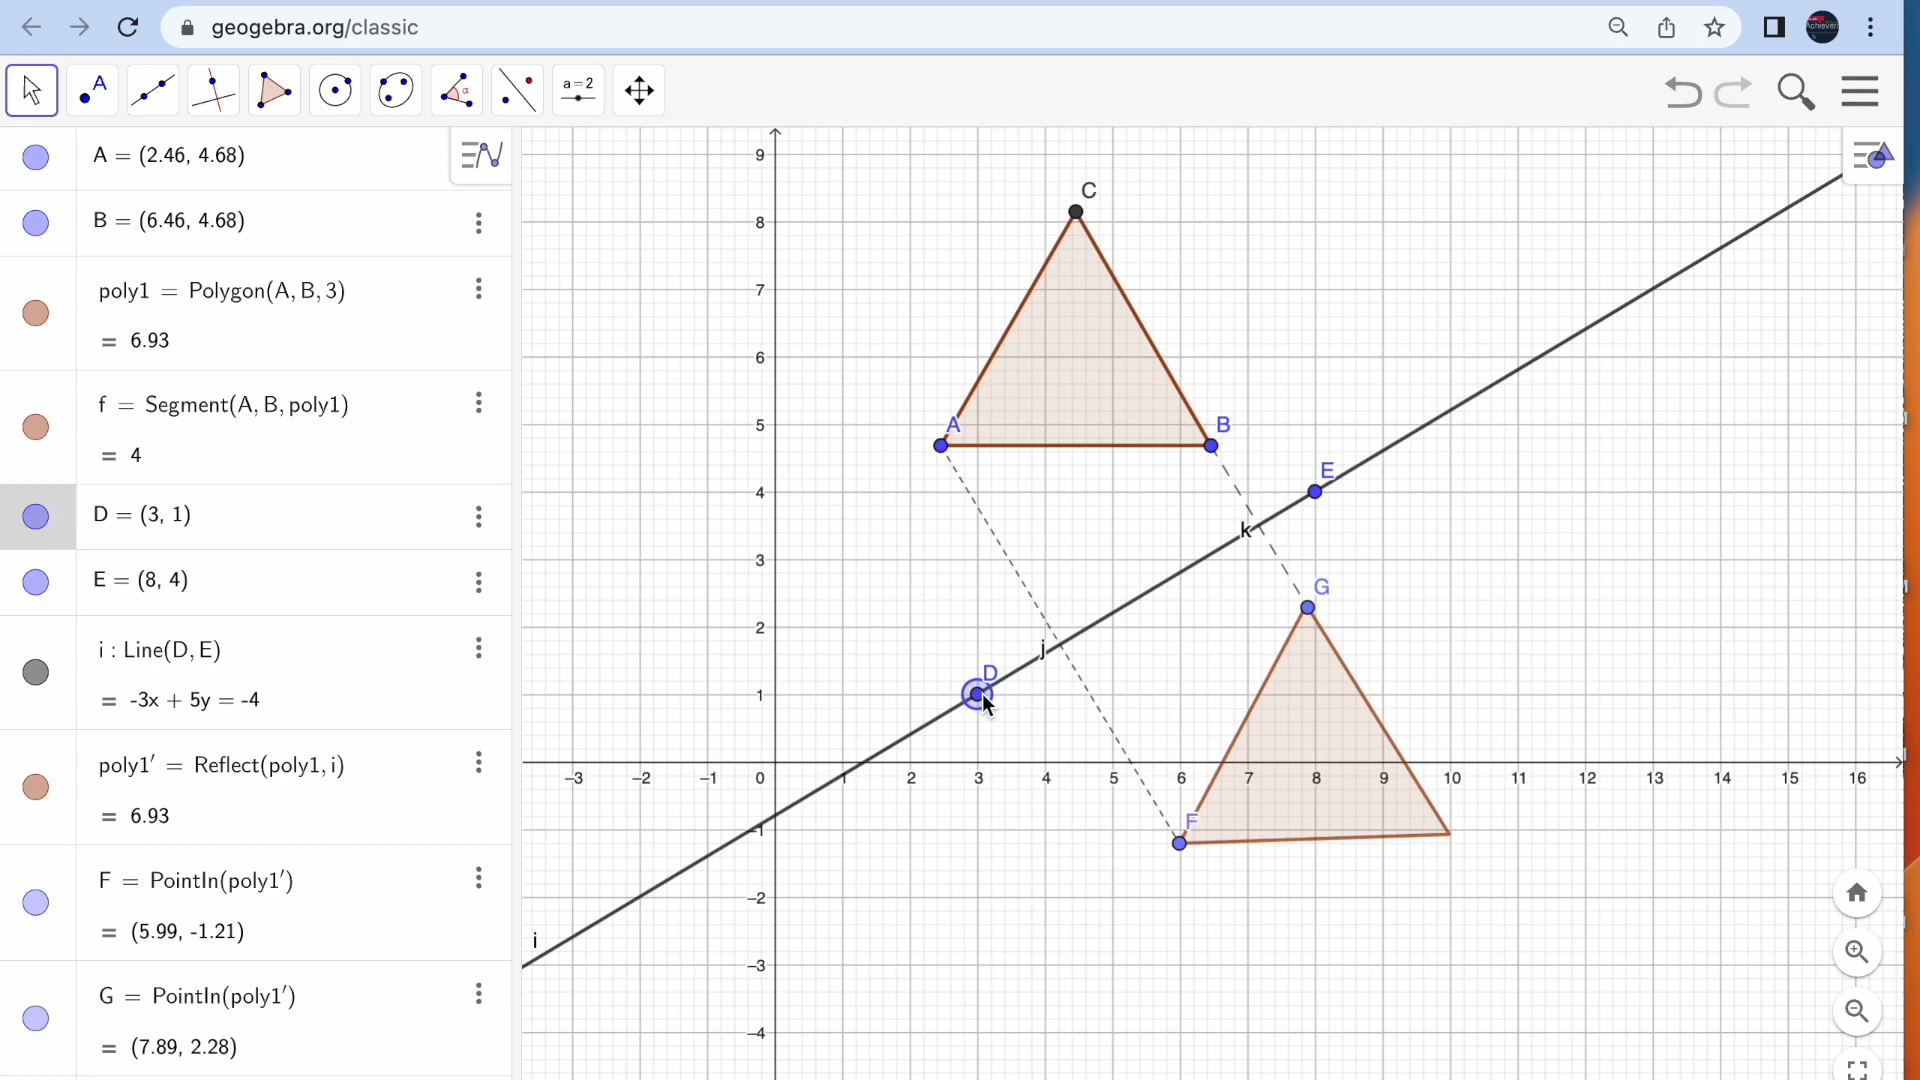 geogebra.org/classic
Achievers
A
α
a = 2
A = (2.46, 4.68)
B = (6.46, 4.68)
poly1 = Polygon(A, B, 3)
= 6.93
f = Segment(A, B, poly1)
= 4
D = (3, 1)
E = (8, 4)
i : Line(D, E)
= -3x + 5y = -4
poly1′ = Reflect(poly1, i)
= 6.93
F = PointIn(poly1′)
= (5.99, -1.21)
G = PointIn(poly1′)
= (7.89, 2.28)
9
C
8
7
6
5
A
B
E
4
k
3
G
2
j
D
1
–3 –2 –1 0 1 2 3 4 5 6 7 8 9 10 11 12 13 14 15 16
F
–1
–2
i
–3
–4